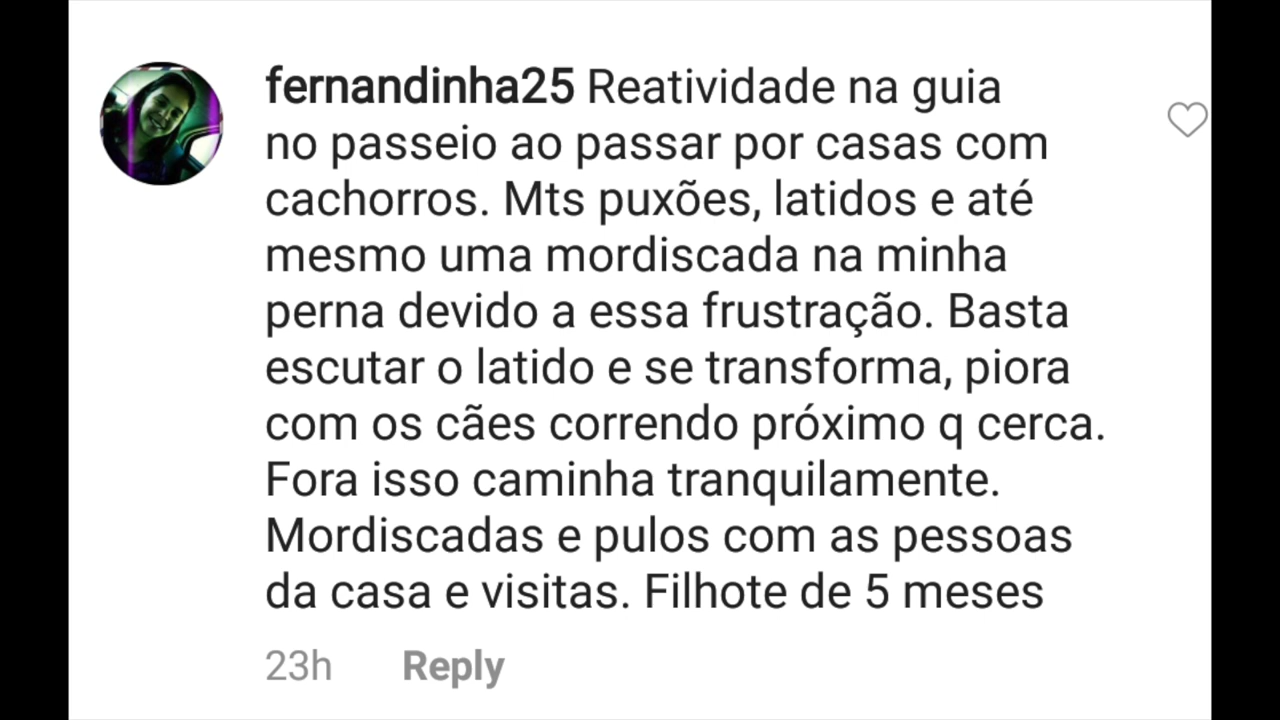 fernandinha25 Reatividade na guia
no passeio ao passar por casas com
cachorros. Mts puxões, latidos e até
mesmo uma mordiscada na minha
perna devido a essa frustração. Basta
escutar o latido e se transforma, piora
com os cães correndo próximo q cerca.
Fora isso caminha tranquilamente.
Mordiscadas e pulos com as pessoas
da casa e visitas. Filhote de 5 meses
23h Reply